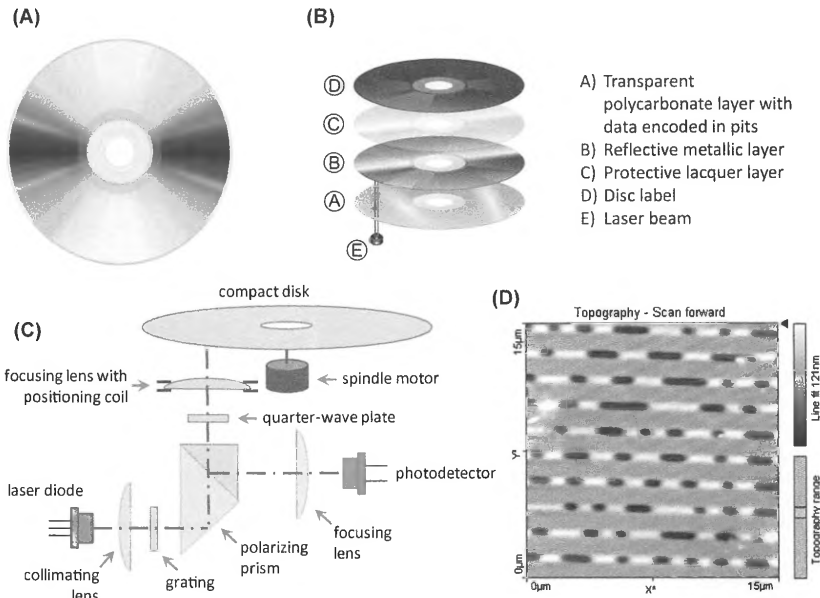 (A)
(B)
D
C
B
A
E
A) Transparent
polycarbonate layer with
data encoded in pits
B) Reflective metallic layer
C) Protective lacquer layer
D) Disc label
E) Laser beam
(C)
compact disk
focusing lens with
positioning coil
spindle motor
quarter-wave plate
laser diode
photodetector
collimating
lens
grating
polarizing
prism
focusing
lens
(D)
Topography - Scan forward
15µm
Y*
0µm
0µm
X*
15µm
Line fit 121nm
Topography range